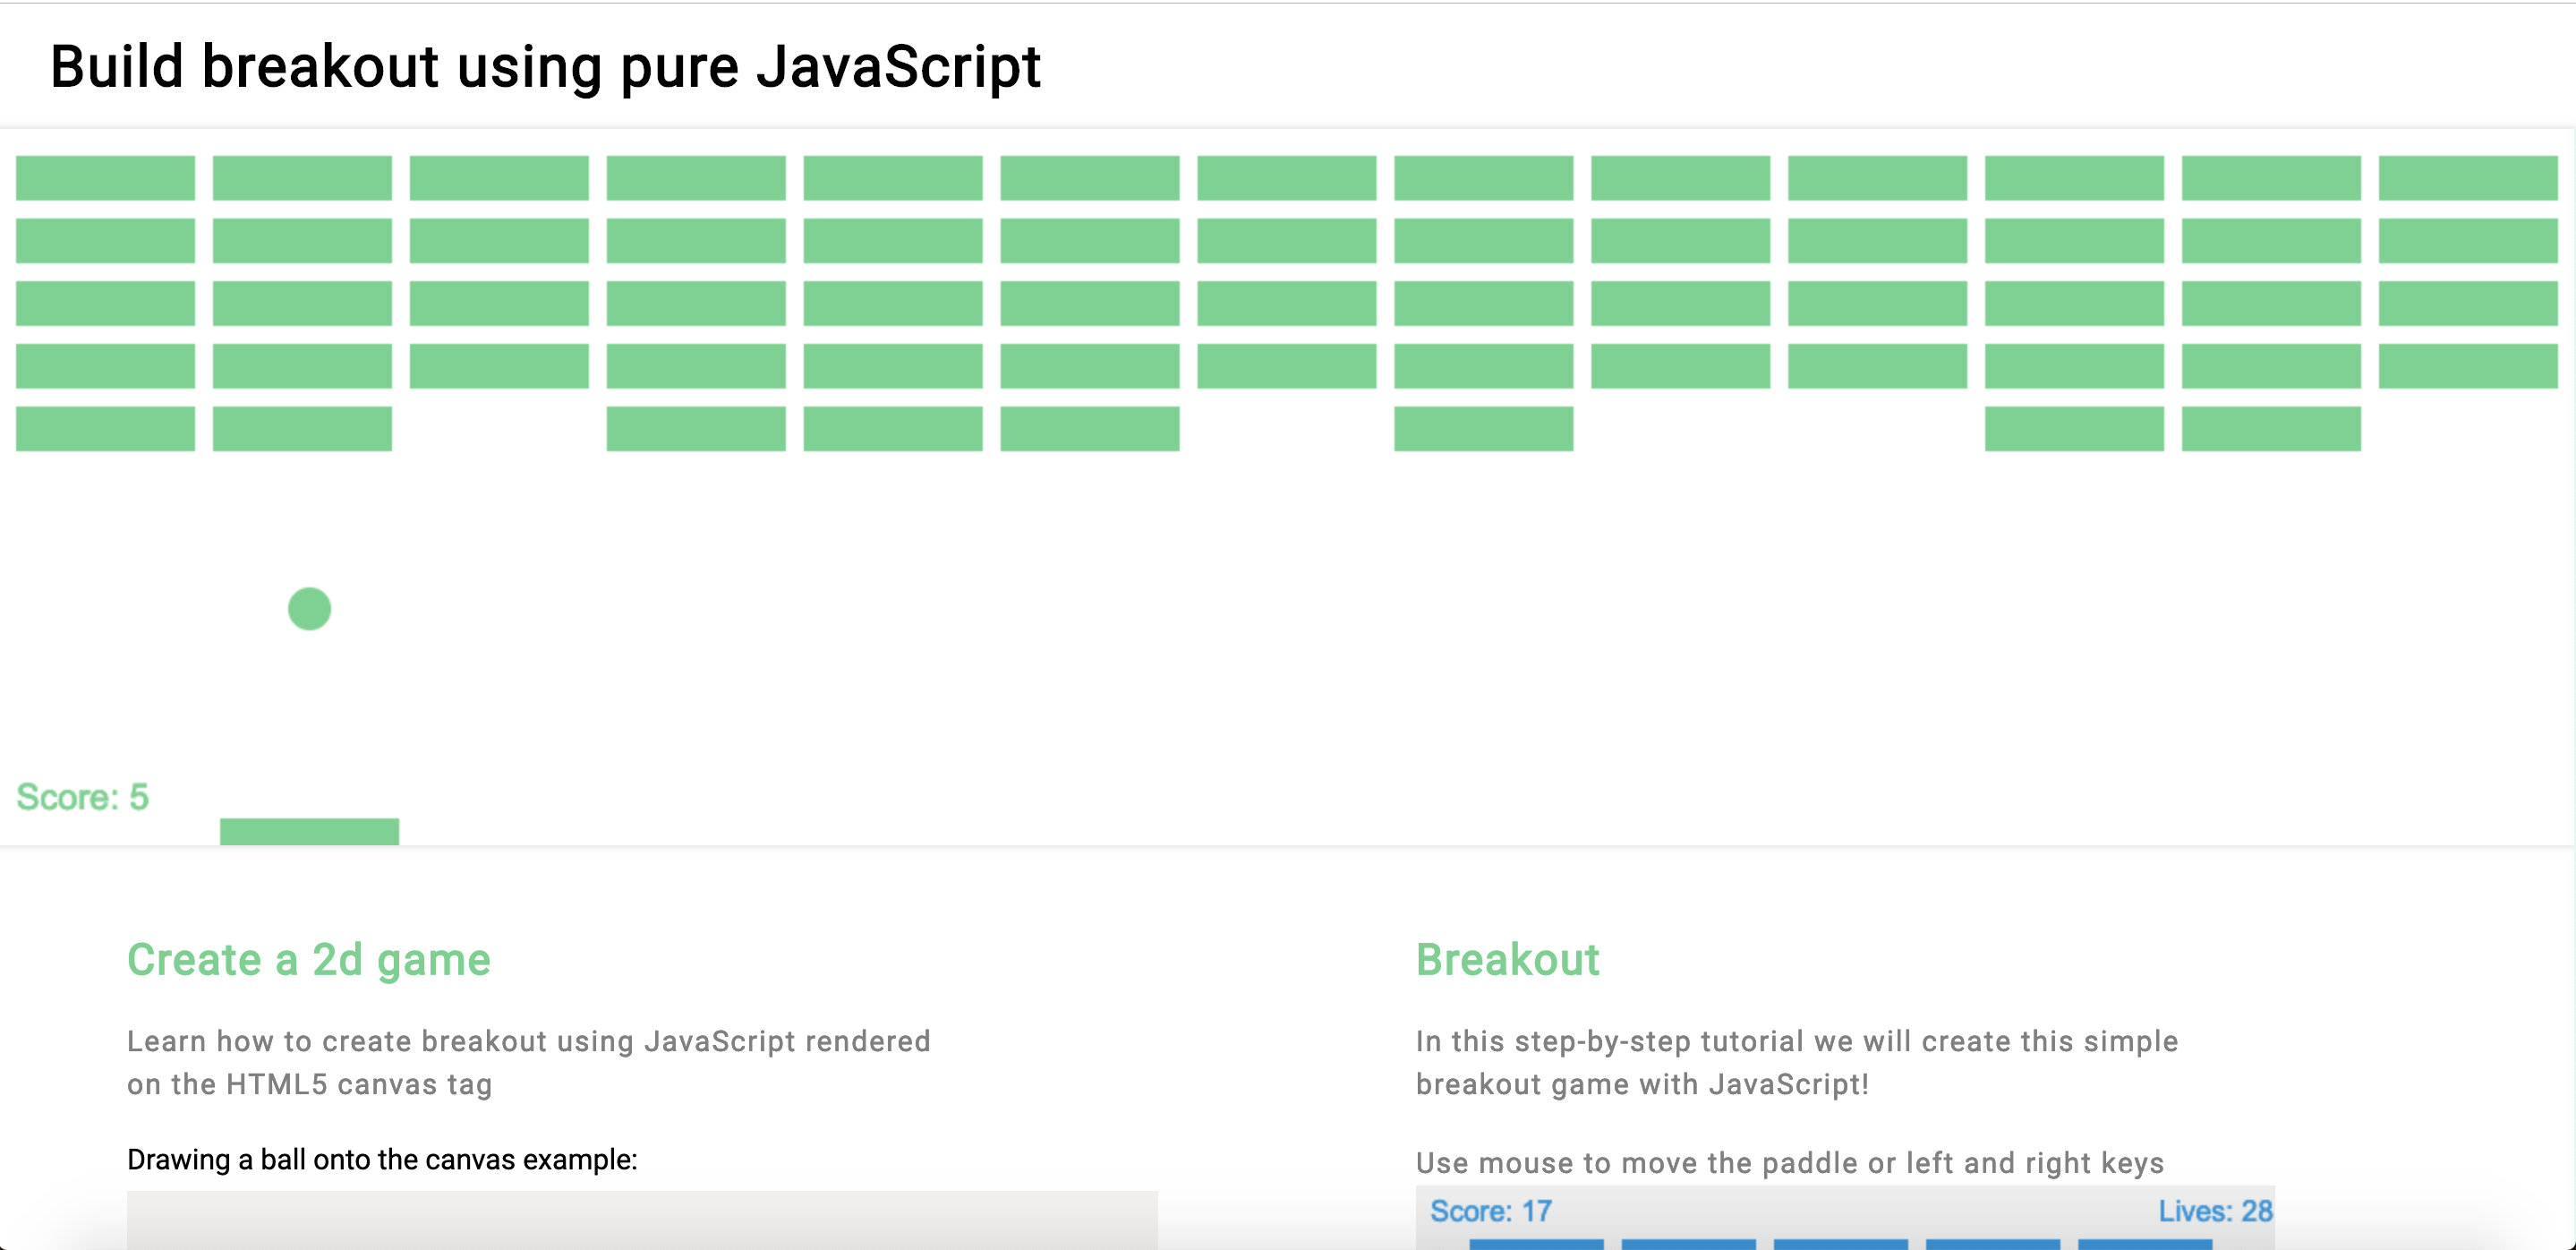 Build breakout using pure JavaScript
Score: 5
Create a 2d game
Learn how to create breakout using JavaScript rendered
on the HTML5 canvas tag
Drawing a ball onto the canvas example:
Breakout
In this step-by-step tutorial we will create this simple
breakout game with JavaScript!
Use mouse to move the paddle or left and right keys
Score: 17
Lives: 28